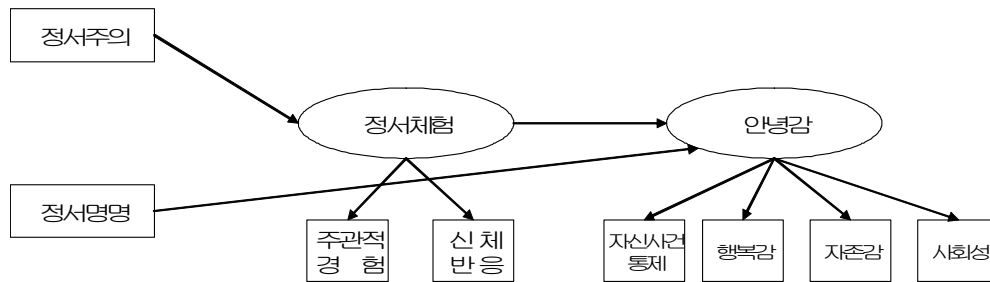 정서주의
정서체험
안녕감
정서명명
주관적
경 험
신 체
반 응
자신사건
통제
행복감
자존감
사회성